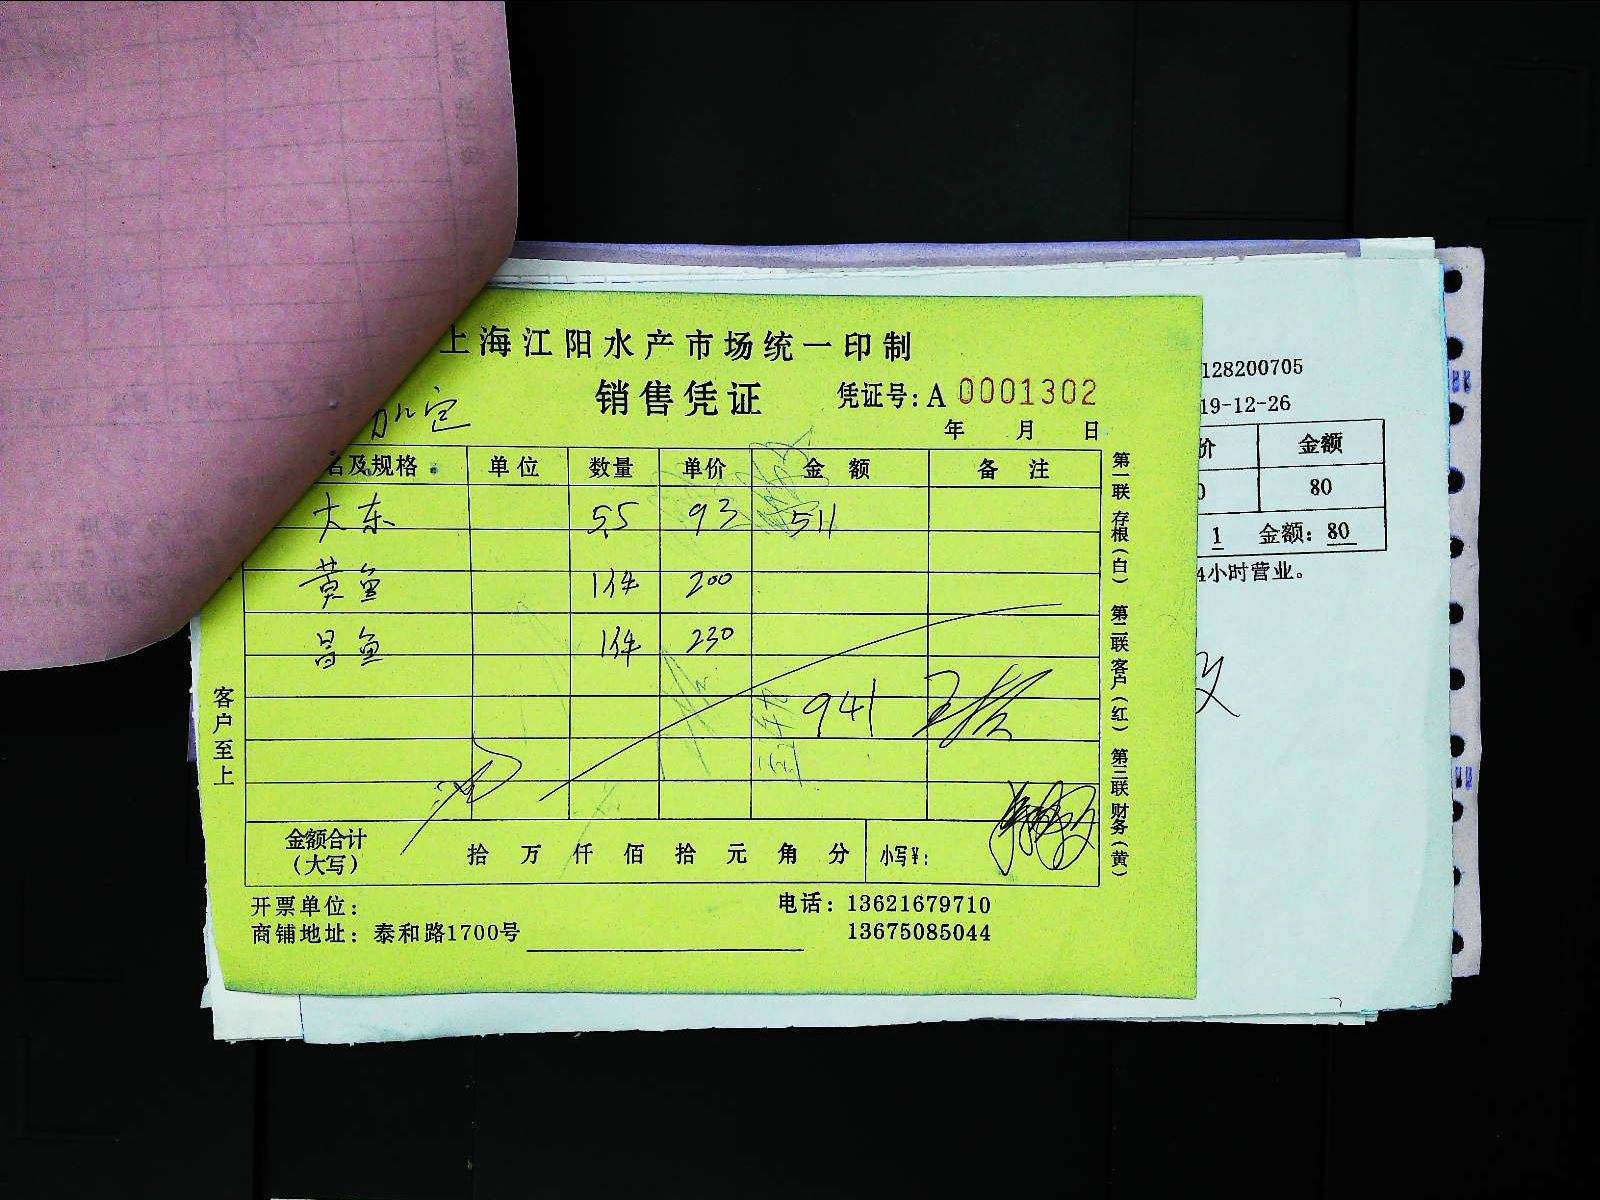 上海江阳水产市场统一印制
销售凭证 凭证号: A 0001302
年 月 日
名及规格 单位 数量 单价 金额 备注
大东 5.5 93 511
黄鱼 1件 200
昌鱼 1件 230
941
金额合计(大写) 拾 万 仟 佰 拾 元 角 分 小写¥:
开票单位: 电话: 13621679710
商铺地址: 泰和路1700号 13675085044
客户至上
第一联 存根(白) 第二联 客户(红) 第三联 财务(黄)
128200705
19-12-26
价 金额
0 80
1 金额: 80
4小时营业。